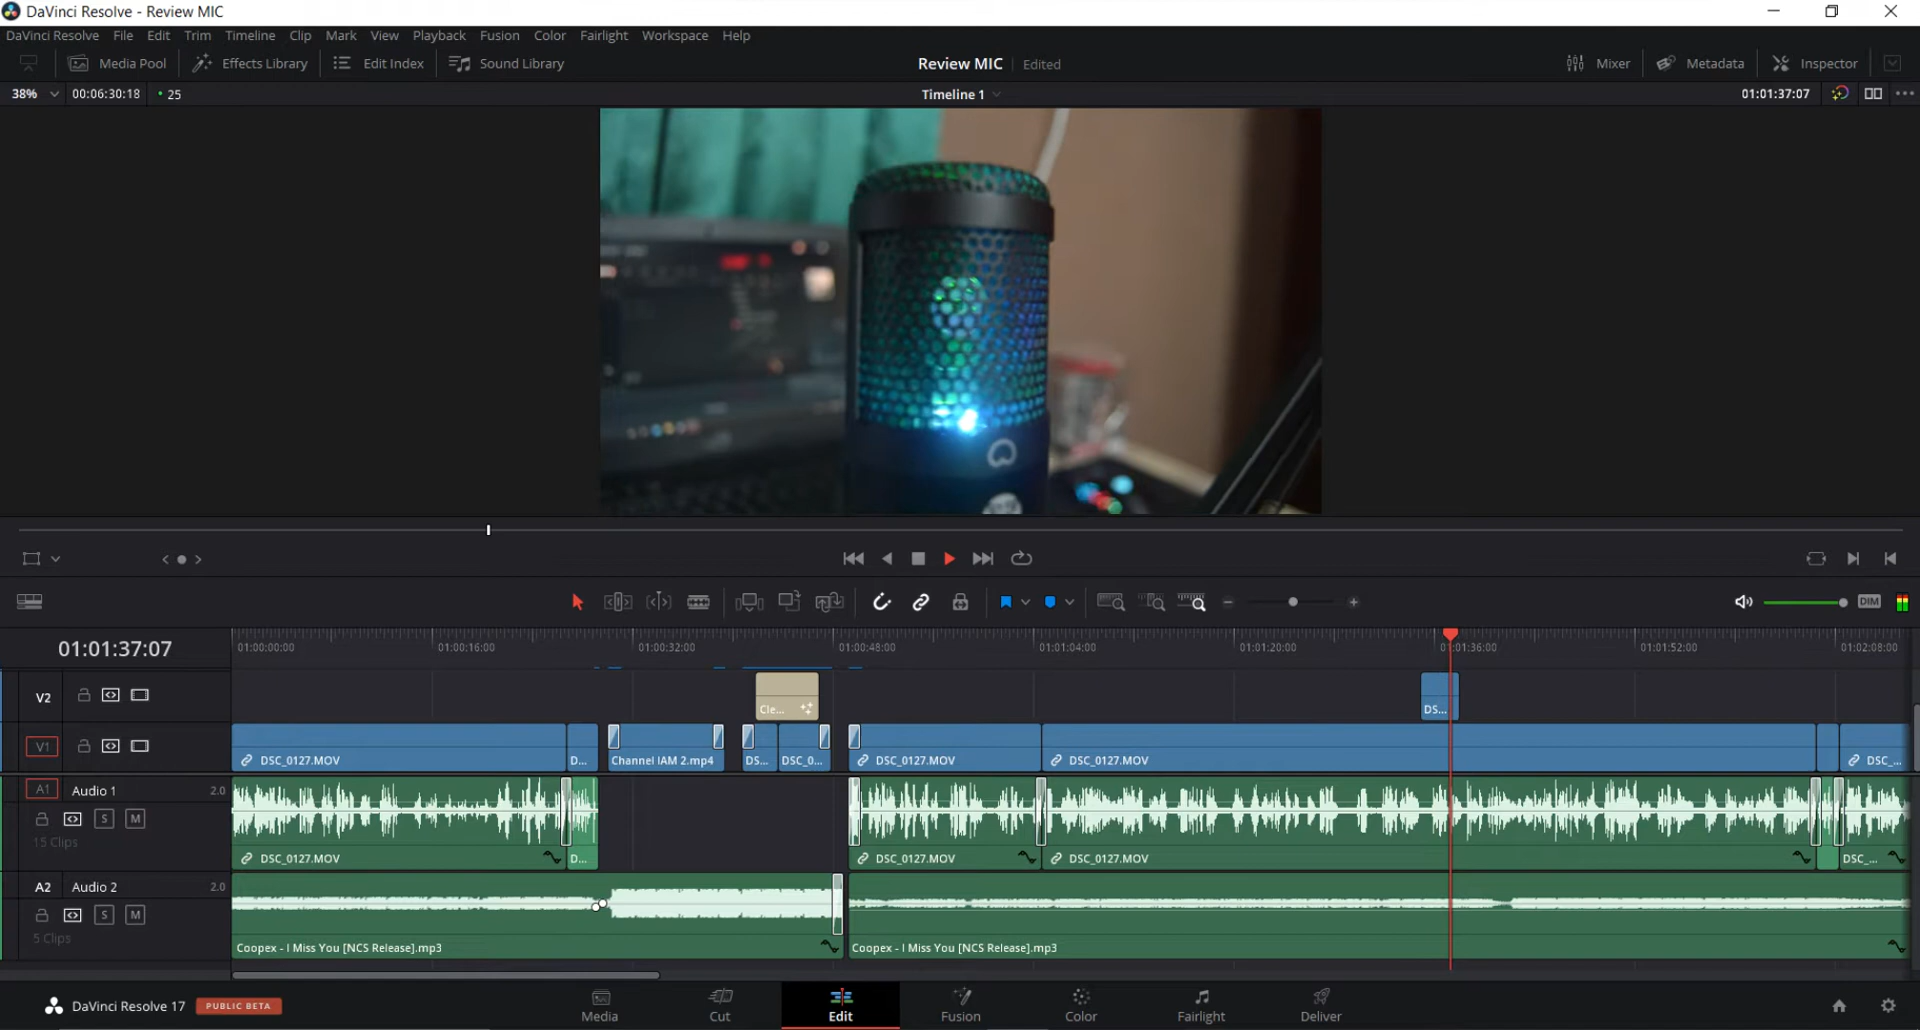 DaVinci Resolve - Review MIC
DaVinci Resolve File Edit Trim Timeline Clip Mark View Playback Fusion Color Fairlight Workspace Help
Media Pool Effects Library Edit Index Sound Library Review MIC Edited Mixer Metadata Inspector
38% 00:06:30:18 25 Timeline 1 01:01:37:07
DIM
01:01:37:07 01:00:00:00 01:00:16:00 01:00:32:00 01:00:48:00 01:01:04:00 01:01:20:00 01:01:36:00 01:01:52:00 01:02:08:00
V2 Cle... DS...
V1 DSC_0127.MOV D... Channel IAM 2.mp4 DS... DSC_0... DSC_0127.MOV DSC_0127.MOV DSC_...
A1 Audio 1 2.0
S M
15 Clips
DSC_0127.MOV D... DSC_0127.MOV DSC_0127.MOV DSC_...
A2 Audio 2 2.0
S M
5 Clips
Coopex - I Miss You [NCS Release].mp3 Coopex - I Miss You [NCS Release].mp3
DaVinci Resolve 17 PUBLIC BETA Media Cut Edit Fusion Color Fairlight Deliver